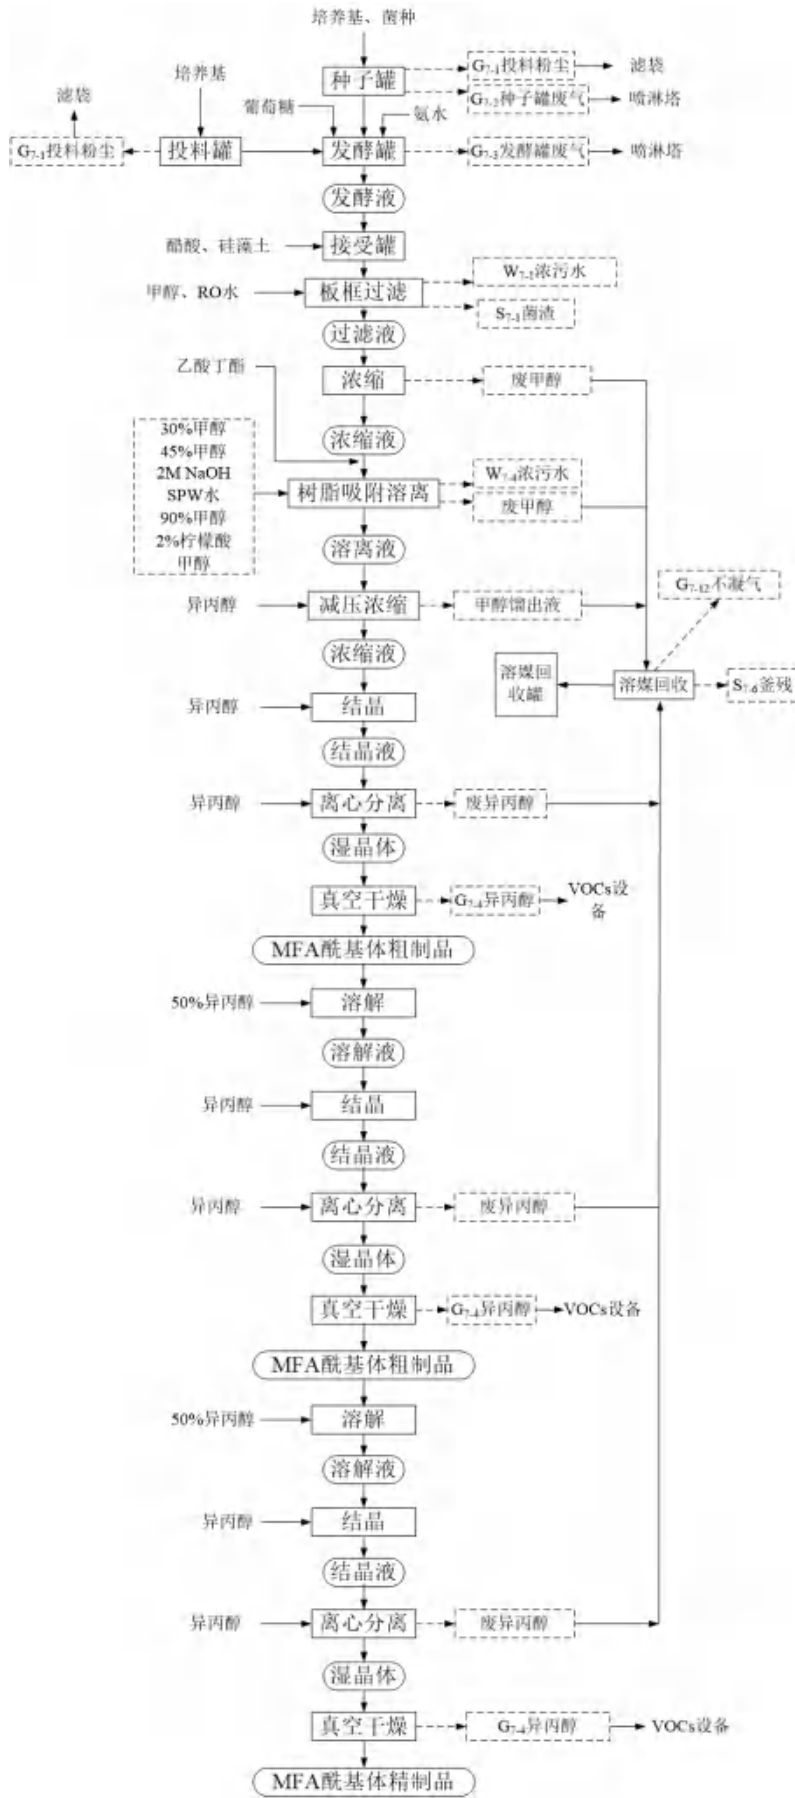 培养基、菌种
种子罐
G7-1投料粉尘
滤袋
G7-2种子罐废气
喷淋塔
培养基
滤袋
葡萄糖
氨水
G7-1投料粉尘
投料罐
发酵罐
G7-3发酵罐废气
喷淋塔
发酵液
醋酸、硅藻土
接受罐
甲醇、RO水
板框过滤
W7-1浓污水
S7-1菌渣
过滤液
乙酸丁酯
浓缩
废甲醇
浓缩液
30%甲醇
45%甲醇
2M NaOH
SPW水
90%甲醇
2%柠檬酸
甲醇
树脂吸附溶离
W7-4浓污水
废甲醇
溶离液
异丙醇
减压浓缩
甲醇馏出液
G7-12不凝气
浓缩液
溶媒回
收罐
溶媒回收
S7-6釜残
异丙醇
结晶
结晶液
异丙醇
离心分离
废异丙醇
湿晶体
真空干燥
G7-4异丙醇
VOCs设
备
MFA酰基体粗制品
50%异丙醇
溶解
溶解液
异丙醇
结晶
结晶液
异丙醇
离心分离
废异丙醇
湿晶体
真空干燥
G7-4异丙醇
VOCs设备
MFA酰基体粗制品
50%异丙醇
溶解
溶解液
异丙醇
结晶
结晶液
异丙醇
离心分离
废异丙醇
湿晶体
真空干燥
G7-4异丙醇
VOCs设备
MFA酰基体精制品